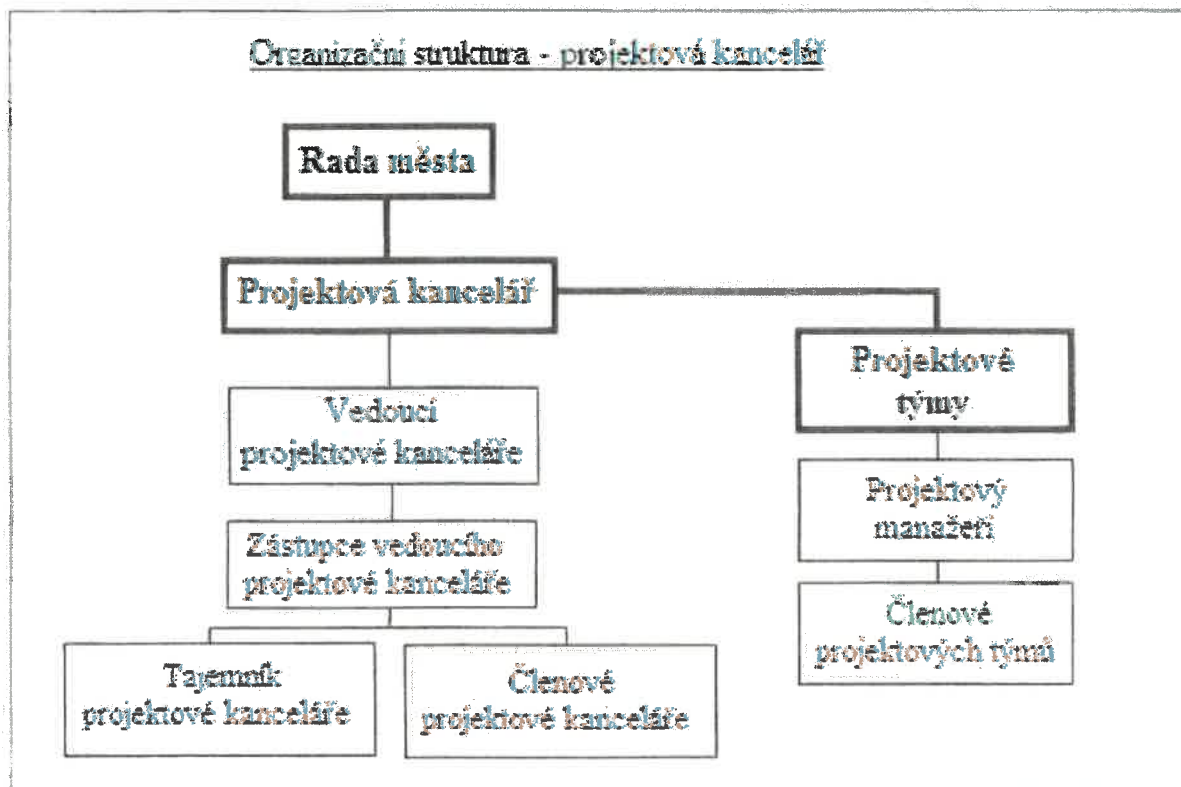 Organizační struktura - projektová kancelář
Rada města
Projektová kancelář
Projektové
týmy
Vedoucí
projektové kanceláře
Projektový
manažeři
Zástupce vedoucího
projektové kanceláře
Členové
projektových týmů
Tajemník
projektové kanceláře
Členové
projektové kanceláře